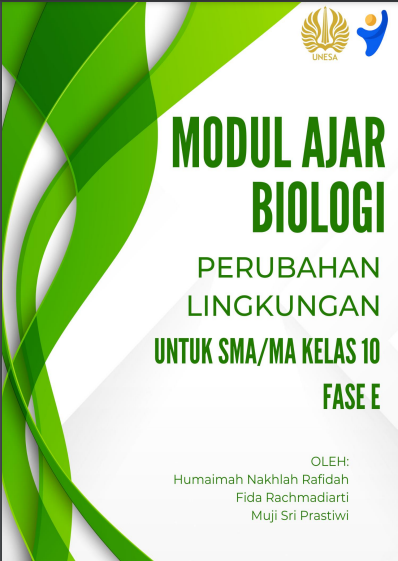 UNESA
MODUL AJAR
BIOLOGI
PERUBAHAN
LINGKUNGAN
UNTUK SMA/MA KELAS 10
FASE E
OLEH:
Humaimah Nakhlah Rafidah
Fida Rachmadiarti
Muji Sri Prastiwi